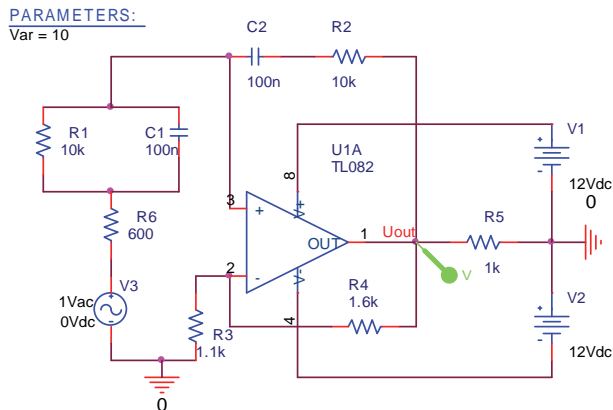 PARAMETERS:
Var = 10
C2
100n
R2
10k
R1
10k
C1
100n
R6
600
V3
1Vac
0Vdc
0
U1A
TL082
8
V+
3
+
2
-
OUT
1
V-
4
Uout
V
R4
1.6k
R3
1.1k
R5
1k
V1
+
-
12Vdc
0
V2
+
-
12Vdc